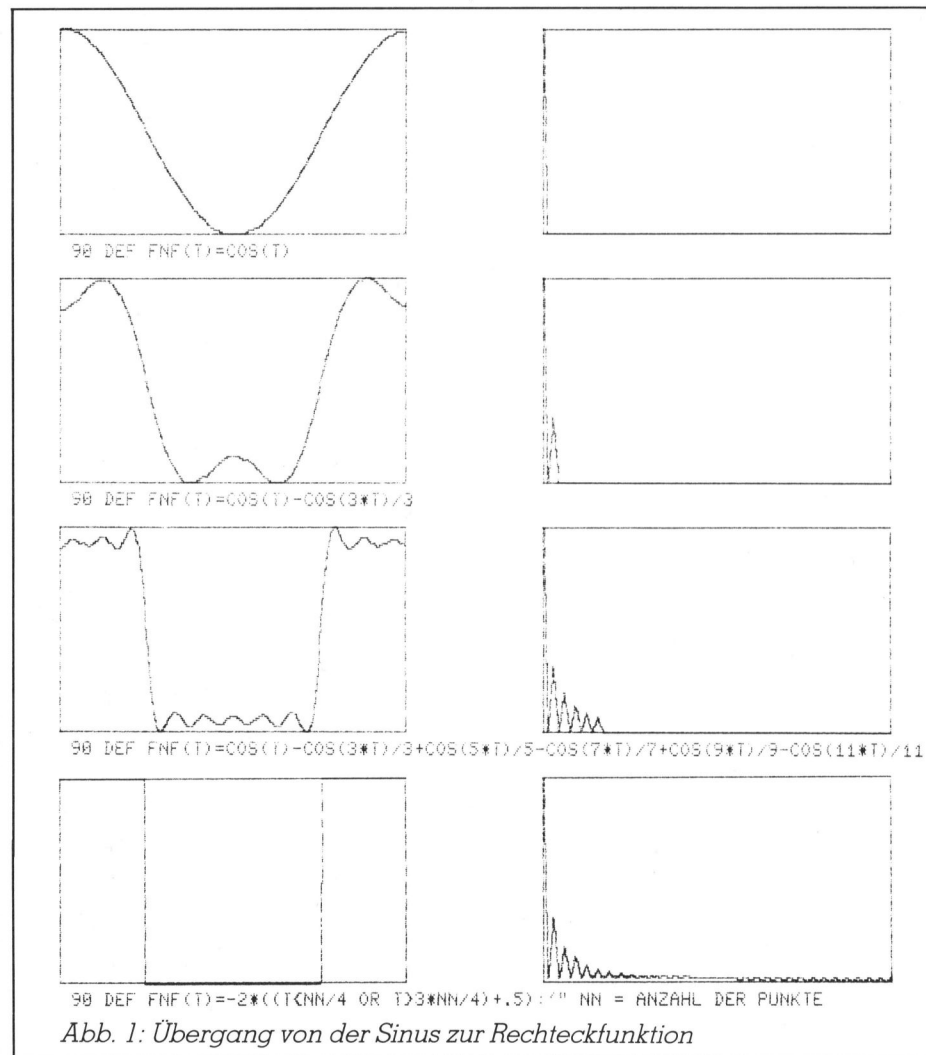 90 DEF FNF(T)=COS(T)
90 DEF FNF(T)=COS(T)-COS(3*T)/3
90 DEF FNF(T)=COS(T)-COS(3*T)/3+COS(5*T)/5-COS(7*T)/7+COS(9*T)/9-COS(11*T)/11
90 DEF FNF(T)=-2*((T<NN/4 OR T>3*NN/4)+.5):'" NN = ANZAHL DER PUNKTE
Abb. 1: Übergang von der Sinus zur Rechteckfunktion